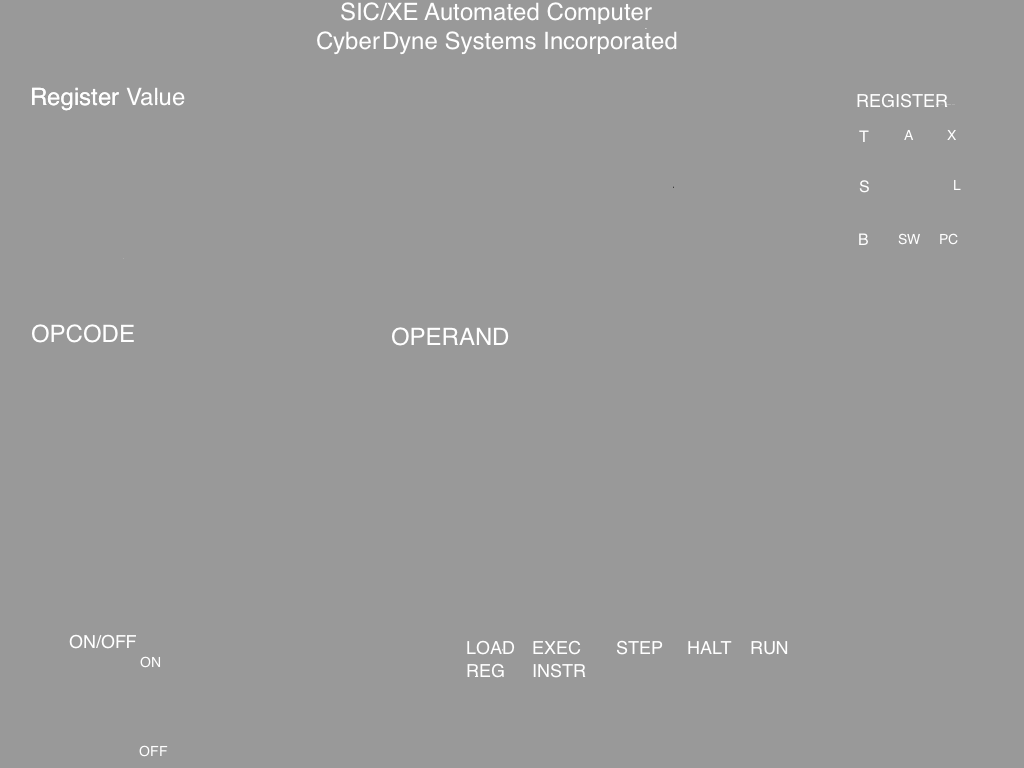 SIC/XE Automated Computer
CyberDyne Systems Incorporated
Register Value
REGISTER
T A X
S L
B SW PC
OPCODE OPERAND
ON/OFF
ON
LOAD EXEC STEP HALT RUN
REG INSTR
OFF